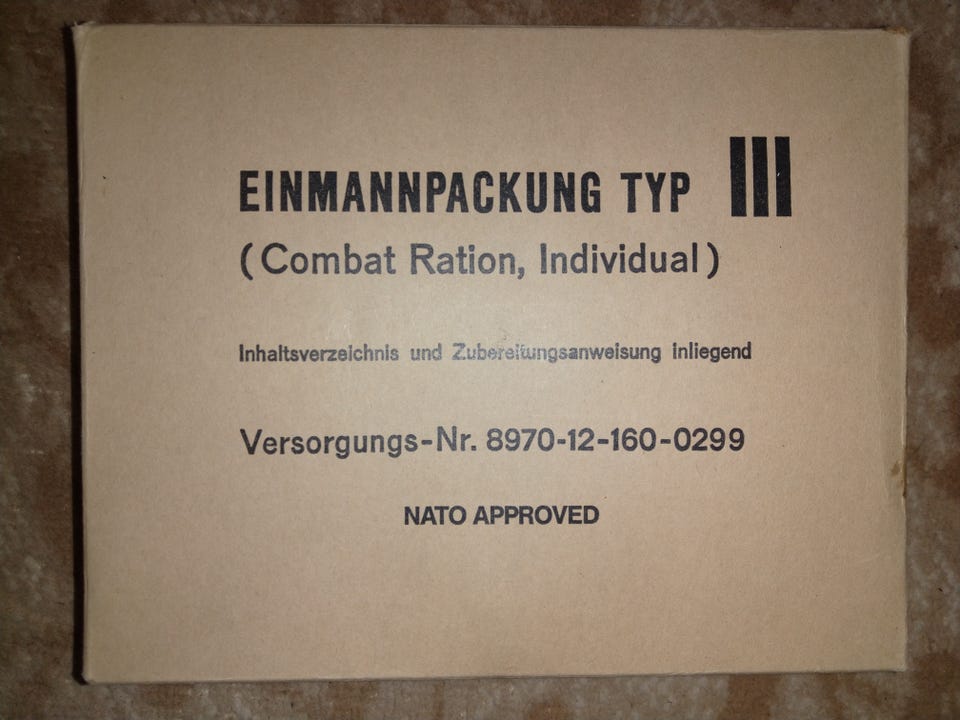 EINMANNPACKUNG TYP III
(Combat Ration, Individual)
Inhaltsverzeichnis und Zubereitungsanweisung inliegend
Versorgungs-Nr. 8970-12-160-0299
NATO APPROVED